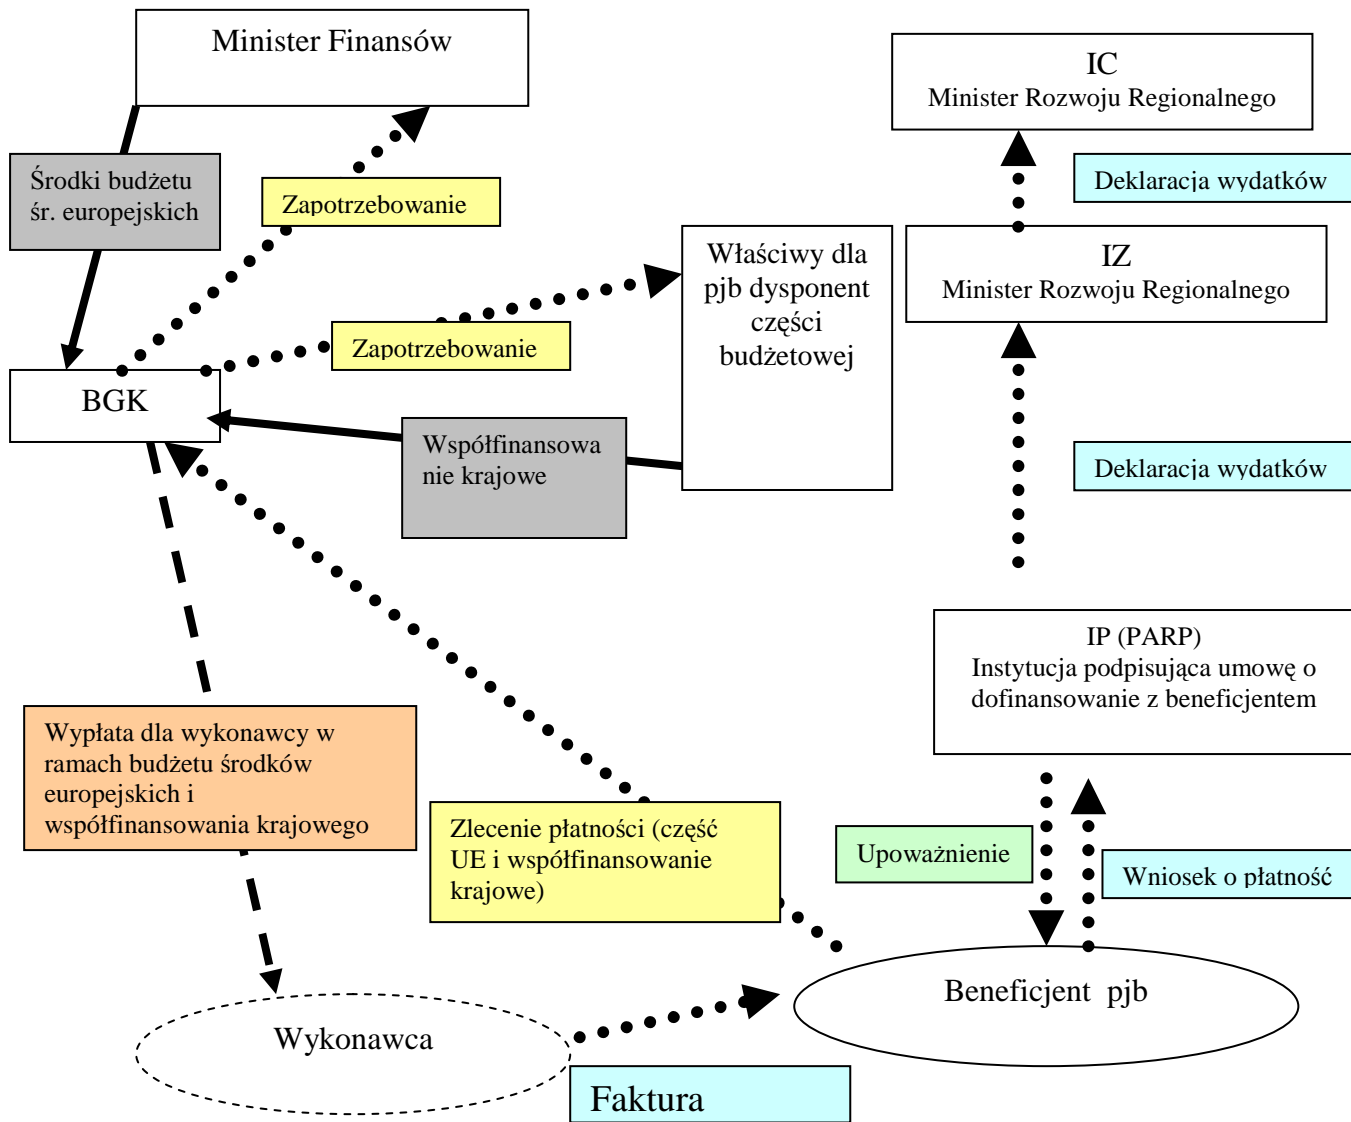 Minister Finansów
IC
Minister Rozwoju Regionalnego
Środki budżetu
śr. europejskich
Zapotrzebowanie
Deklaracja wydatków
Właściwy dla
pjb dysponent
części
budżetowej
IZ
Minister Rozwoju Regionalnego
Zapotrzebowanie
BGK
Współfinansowa
nie krajowe
Deklaracja wydatków
IP (PARP)
Instytucja podpisująca umowę o
dofinansowanie z beneficjentem
Wypłata dla wykonawcy w
ramach budżetu środków
europejskich i
współfinansowania krajowego
Zlecenie płatności (część
UE i współfinansowanie
krajowe)
Upoważnienie
Wniosek o płatność
Beneficjent pjb
Wykonawca
Faktura